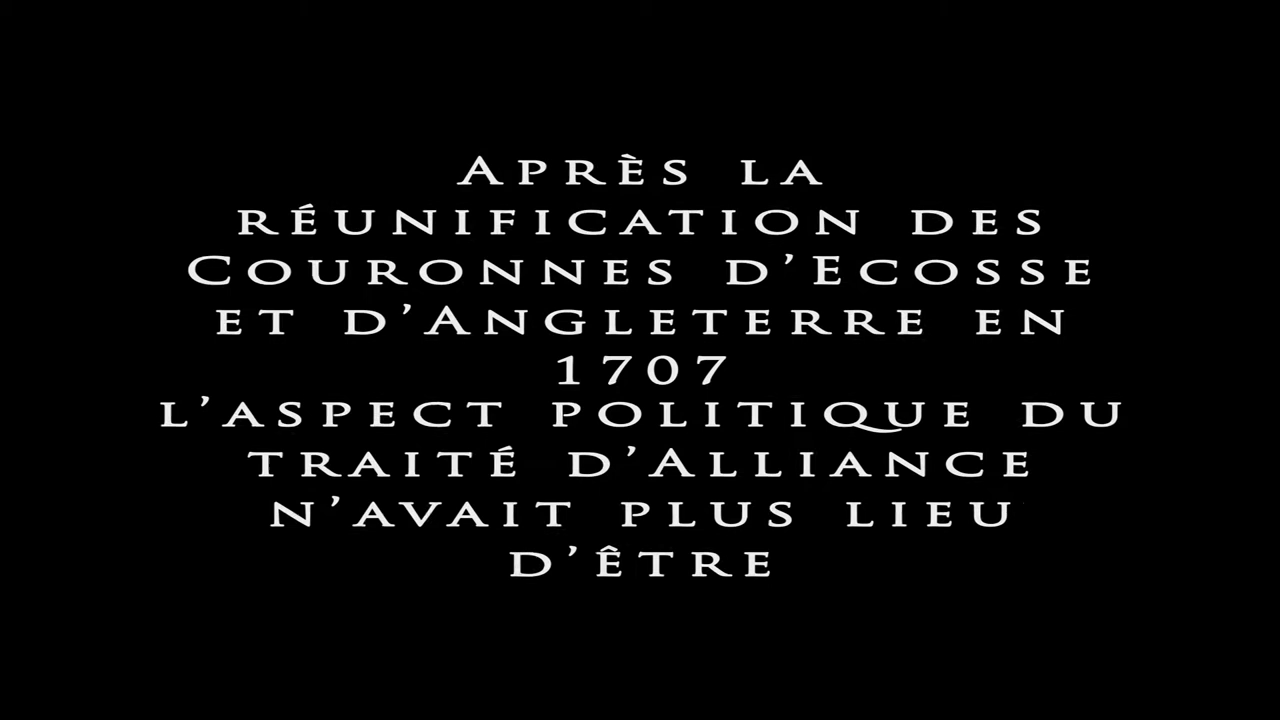 Après la
réunification des
Couronnes d’Ecosse
et d’Angleterre en
1707
l’aspect politique du
traité d’Alliance
n’avait plus lieu
d’être